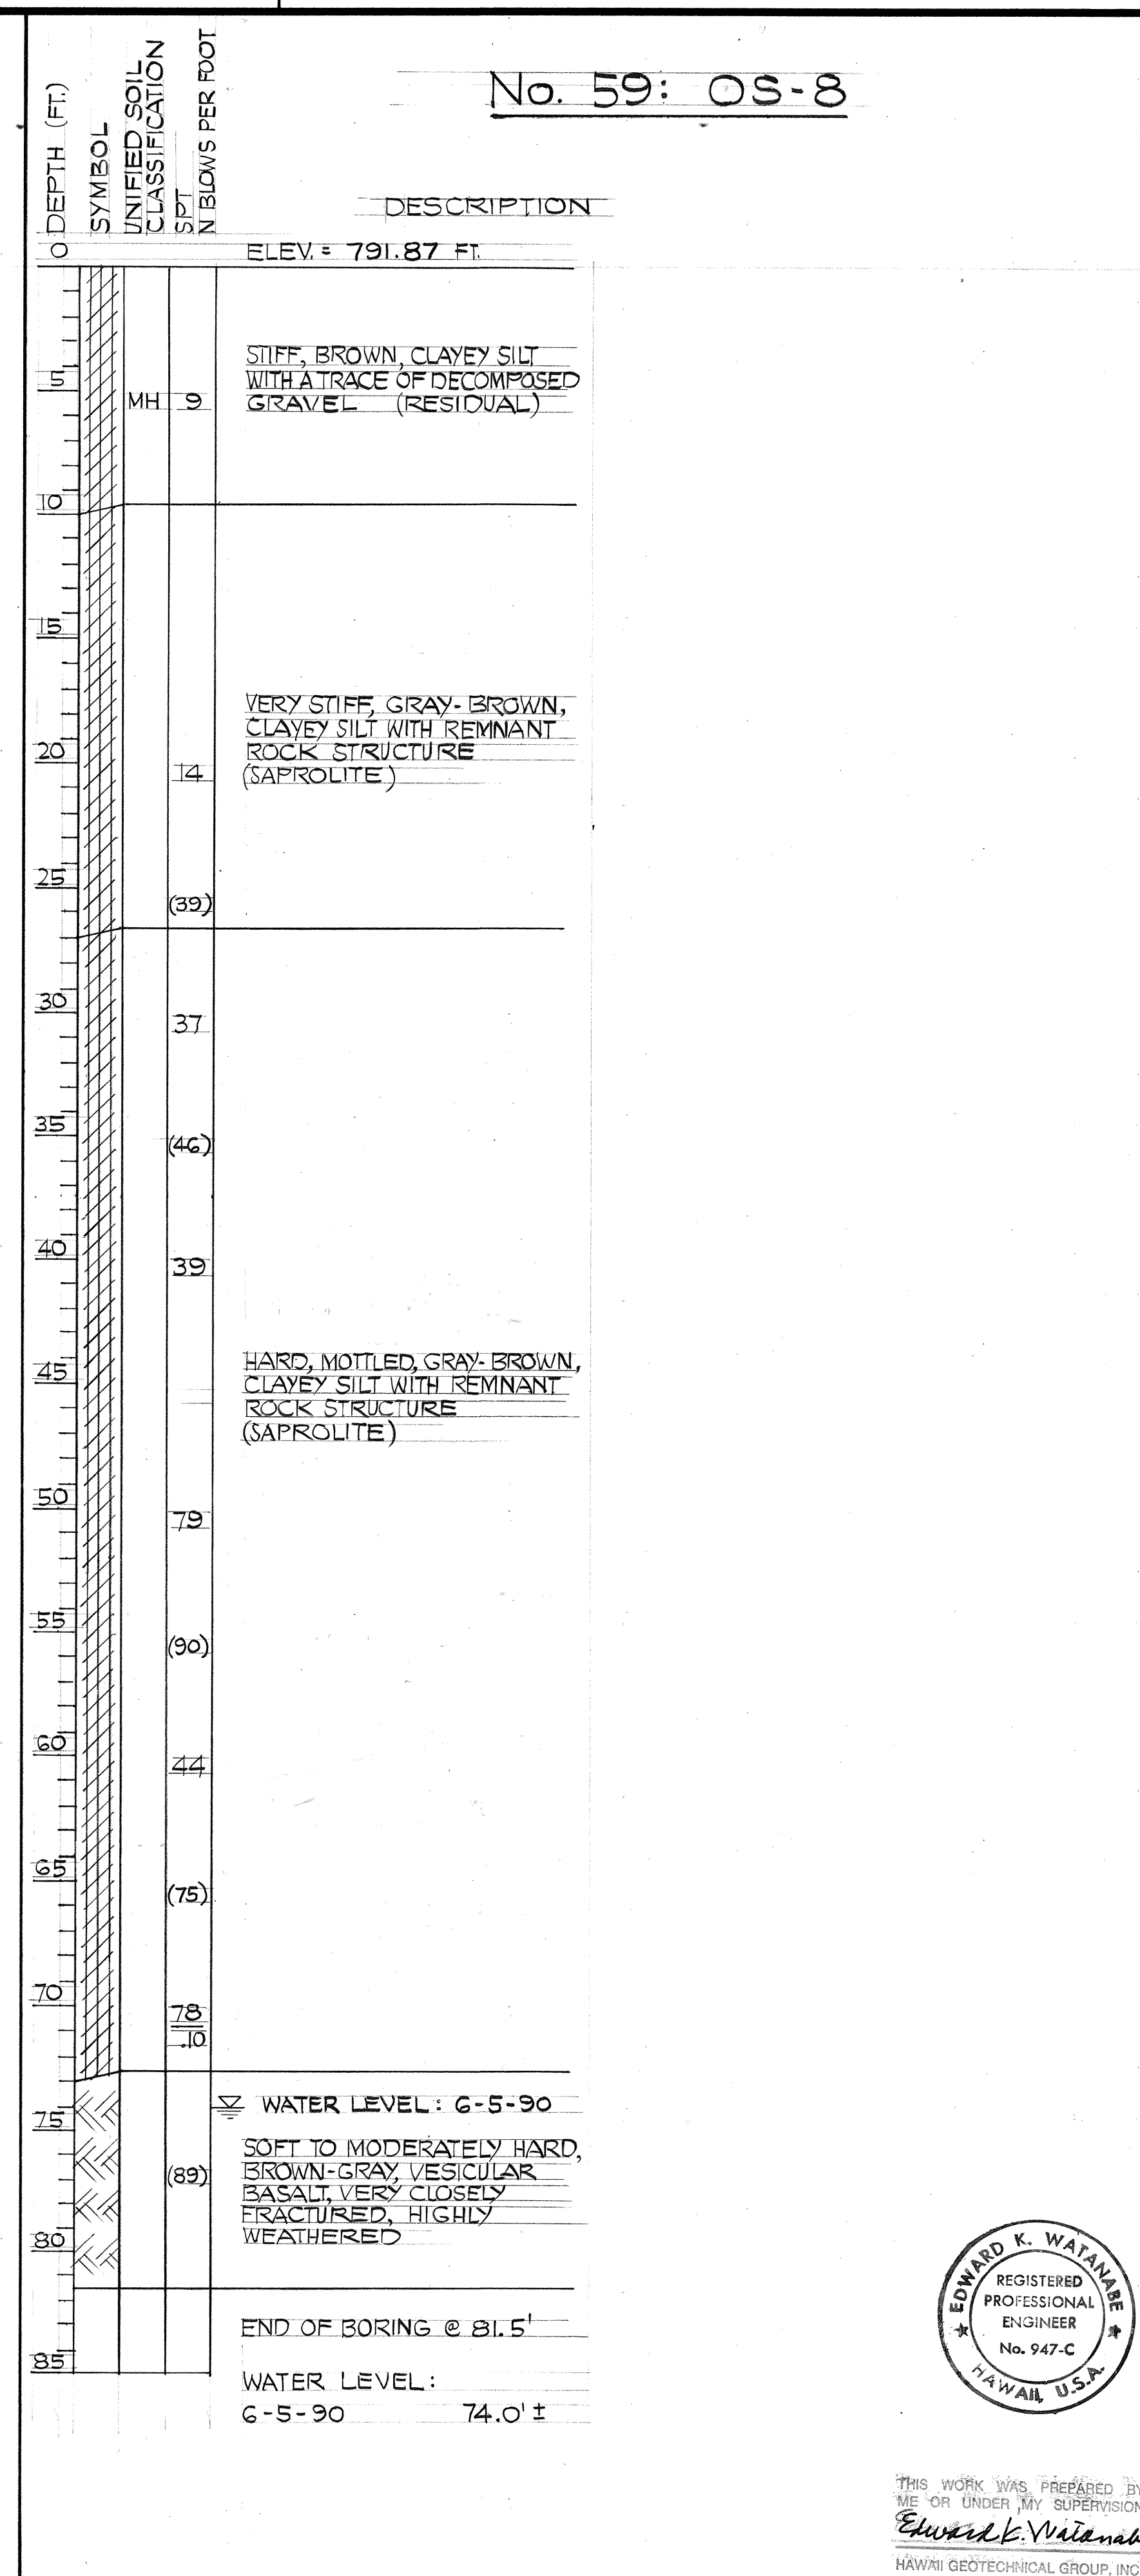 No. 59: OS-8
DEPTH (FT.)
SYMBOL
UNIFIED SOIL
CLASSIFICATION
SPT
N BLOWS PER FOOT
DESCRIPTION
0
ELEV. = 791.87 FT.
STIFF, BROWN, CLAYEY SILT
5
WITH A TRACE OF DECOMPOSED
MH 9 GRAVEL (RESIDUAL)
10
15
VERY STIFF, GRAY-BROWN,
CLAYEY SILT WITH REMNANT
20
ROCK STRUCTURE
14
(SAPROLITE)
25
(39)
30
37
35
(46)
40
39
HARD, MOTTLED, GRAY-BROWN,
45
CLAYEY SILT WITH REMNANT
ROCK STRUCTURE
(SAPROLITE)
50
79
55
(90)
60
44
65
(75)
70
78
.10
WATER LEVEL: 6-5-90
75
SOFT TO MODERATELY HARD,
(89)
BROWN-GRAY, VESICULAR
BASALT, VERY CLOSELY
FRACTURED, HIGHLY
WEATHERED
80
END OF BORING @ 81.5'
85
WATER LEVEL:
6-5-90 74.0' ±
EDWARD K. WATANABE
REGISTERED
PROFESSIONAL
ENGINEER
No. 947-C
HAWAII, U.S.A.
THIS WORK WAS PREPARED BY
ME OR UNDER MY SUPERVISION
Edward K. Watanab
HAWAII GEOTECHNICAL GROUP, INC